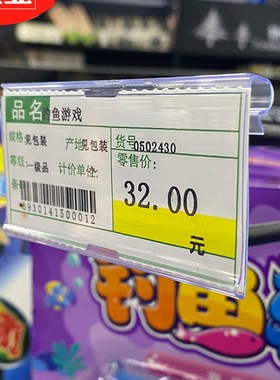 品名 钓鱼游戏
规格:见包装 产地:见包装 货号 0502430
等级:一级品 计价单位: 零售价:
条
32.00
6930141500012
元
钓鱼